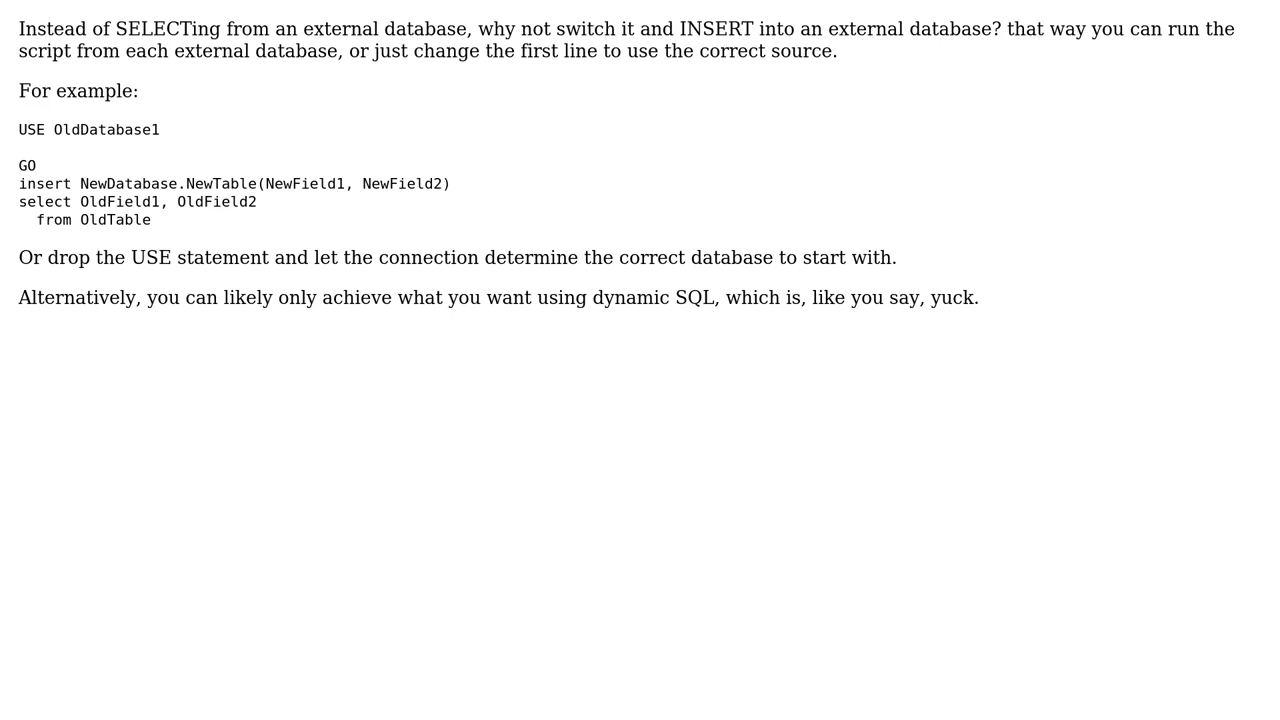 Instead of SELECTing from an external database, why not switch it and INSERT into an external database? that way you can run the
script from each external database, or just change the first line to use the correct source.
For example:
USE OldDatabase1
GO
insert NewDatabase.NewTable(NewField1, NewField2)
select OldField1, OldField2
  from OldTable
Or drop the USE statement and let the connection determine the correct database to start with.
Alternatively, you can likely only achieve what you want using dynamic SQL, which is, like you say, yuck.